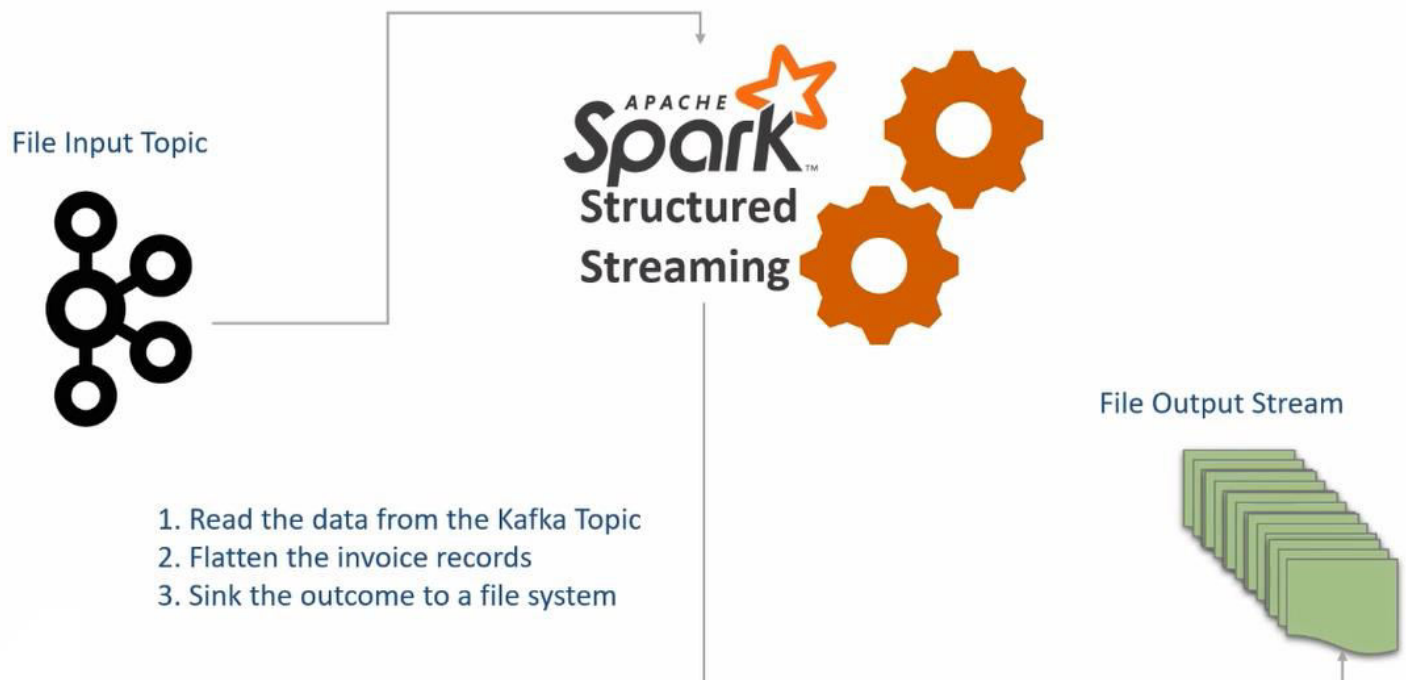 File Input Topic
APACHE
Spark™
Structured
Streaming
File Output Stream
1. Read the data from the Kafka Topic
2. Flatten the invoice records
3. Sink the outcome to a file system